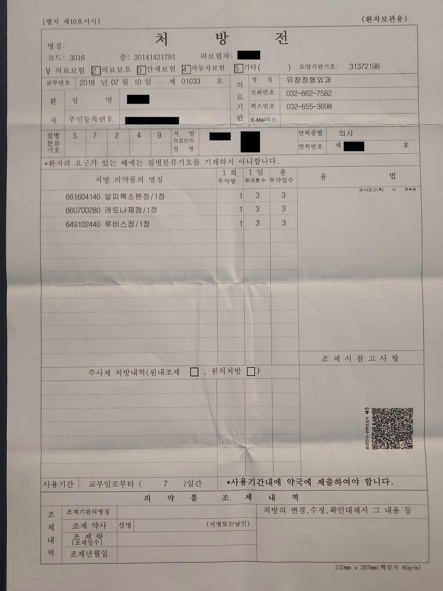 [별지 제10호서식] (환자보관용)
처 방 전
명칭:
코드: 3016 증: 30141421791 피보험자:
V 의료보험 2 의료보호 3 산재보험 4 자동차보험 5 기타( ) 요양기관기호: 31372198
교부번호 2018 년 07 월 10 일 ― 제 01033 호
의료기관
명 칭 유창정형외과
전화번호 032-662-7582
팩스번호 032-655-3698
E-Mail주소
환자
성 명
주민등록번호
질병분류기호 S 7 2 4 9
처 방 의료인의 성 명
면허종별 의사
면허번호 제 호
*환자의 요구가 있는 때에는 질병분류기호를 기재하지 아니합니다.
처방 의약품의 명칭 1 회 투약량 1 일 투여횟수 총 투약일수 용 법
661604140 알피록소펜정/1정 1 3 3
660700280 레토나제정/1정 1 3 3
649102440 루비스정/1정 1 3 3
조 제 시 참 고 사 항
주사제 처방내역(원내조제 □ , 원외처방 □)
사용기간 교부일로부터 ( 7 )일간 *사용기간내에 약국에 제출하여야 합니다.
의 약 품 조 제 내 역
조제내역
조제기관의명칭
처방의 변경,수정,확인대체시 그 내용 등
조제 약사 성명 (서명또는날인)
조 제 량 (조제일수)
조제년월일
210mm x 297mm(백상지 80g/㎡)